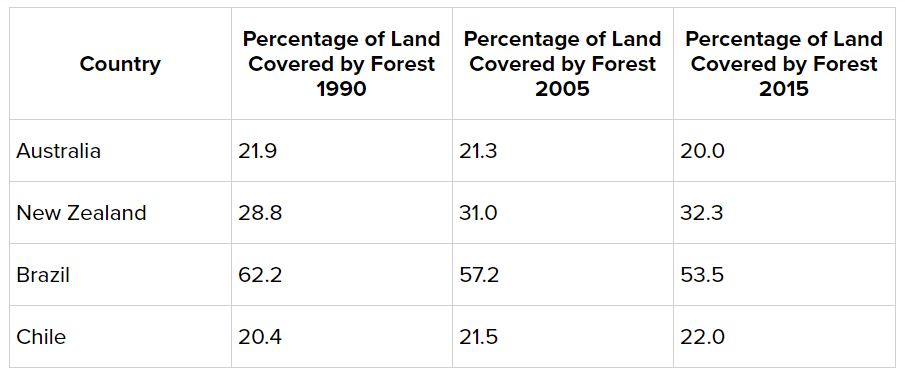 Country
Percentage of Land
Covered by Forest
1990
Percentage of Land
Covered by Forest
2005
Percentage of Land
Covered by Forest
2015
Australia 21.9 21.3 20.0
New Zealand 28.8 31.0 32.3
Brazil 62.2 57.2 53.5
Chile 20.4 21.5 22.0